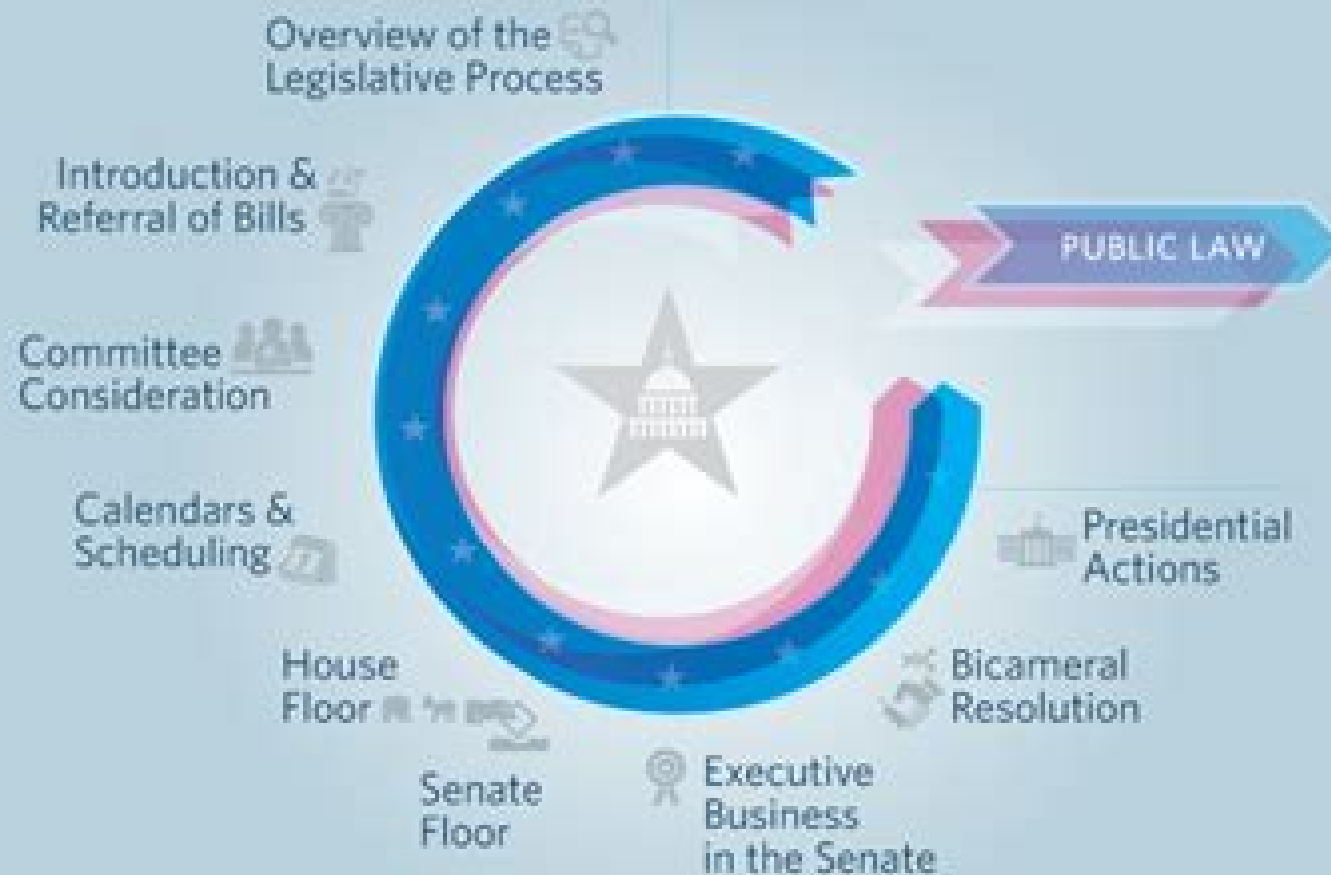 Overview of the
Legislative Process
Introduction &
Referral of Bills
Committee
Consideration
Calendars &
Scheduling
House
Floor
Senate
Floor
Executive
Business
in the Senate
Bicameral
Resolution
Presidential
Actions
PUBLIC LAW